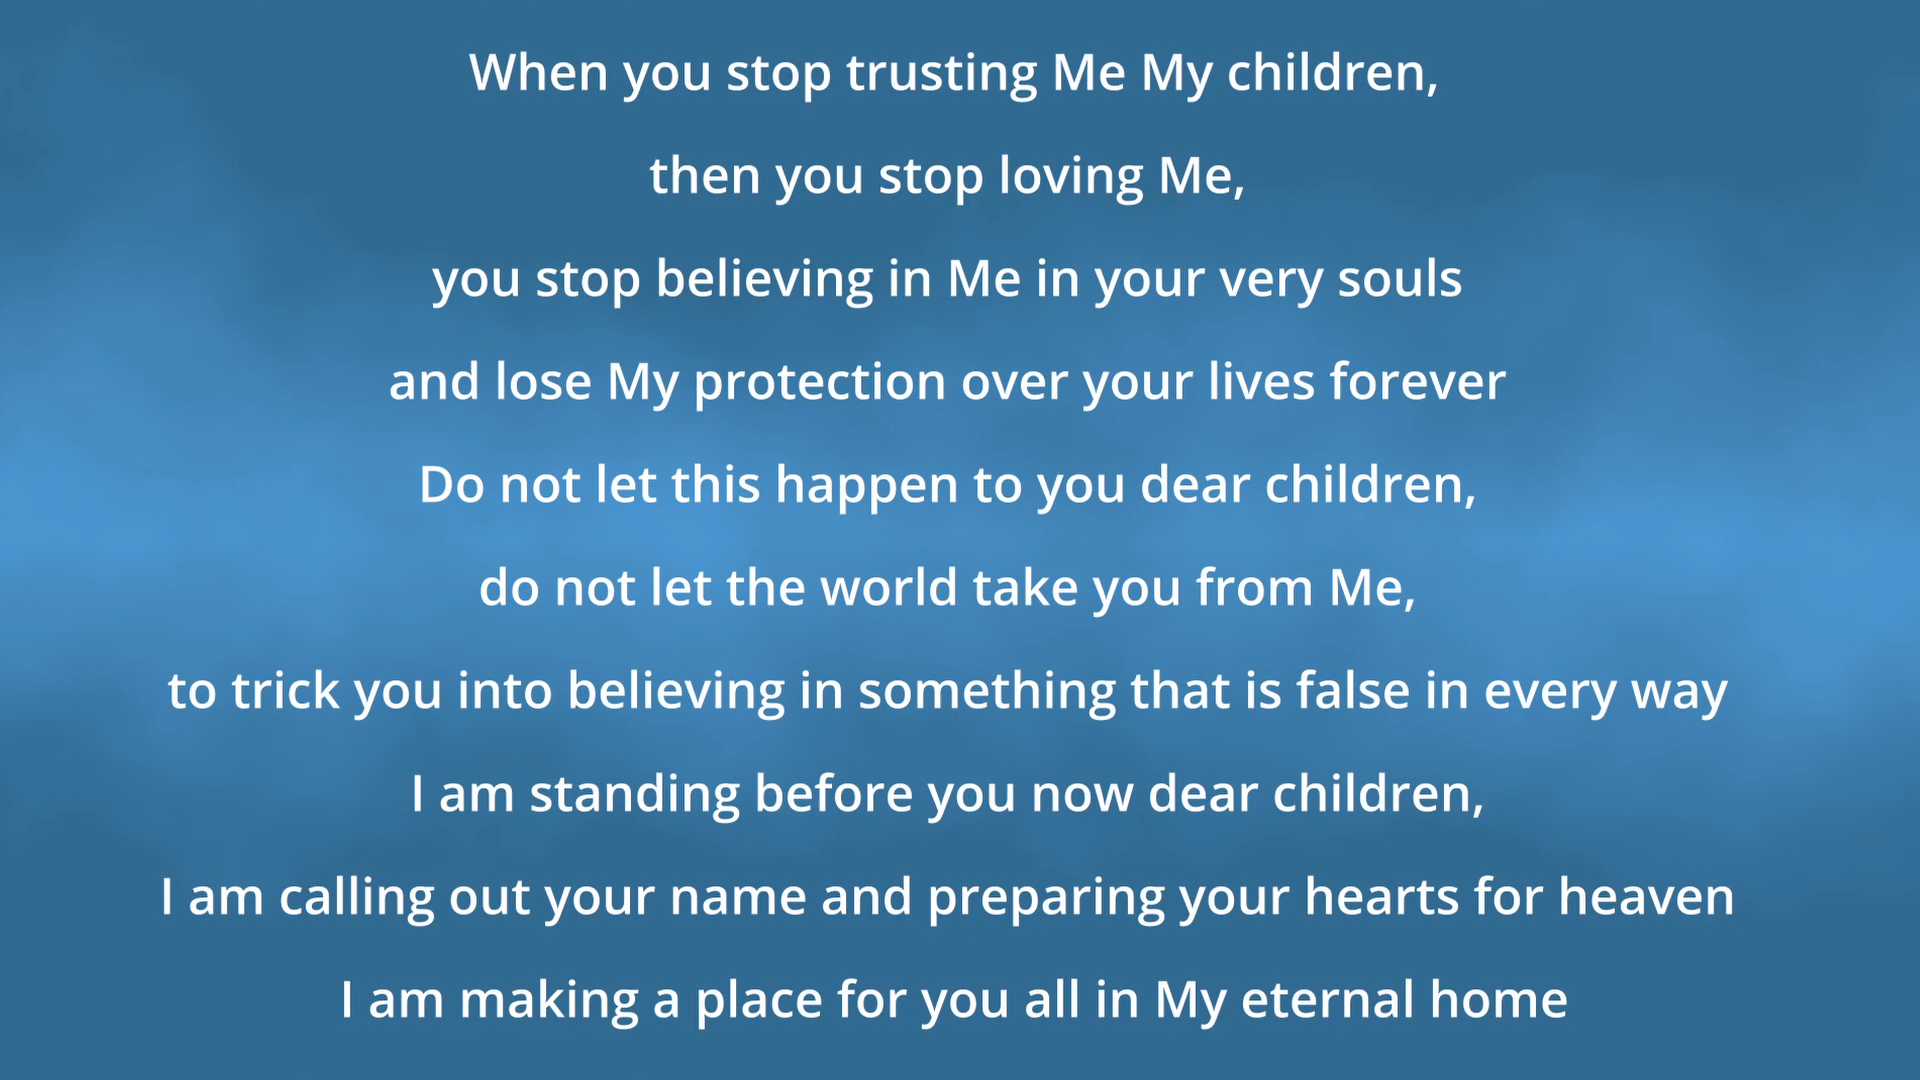 When you stop trusting Me My children,
then you stop loving Me,
you stop believing in Me in your very souls
and lose My protection over your lives forever
Do not let this happen to you dear children,
do not let the world take you from Me,
to trick you into believing in something that is false in every way
I am standing before you now dear children,
I am calling out your name and preparing your hearts for heaven
I am making a place for you all in My eternal home